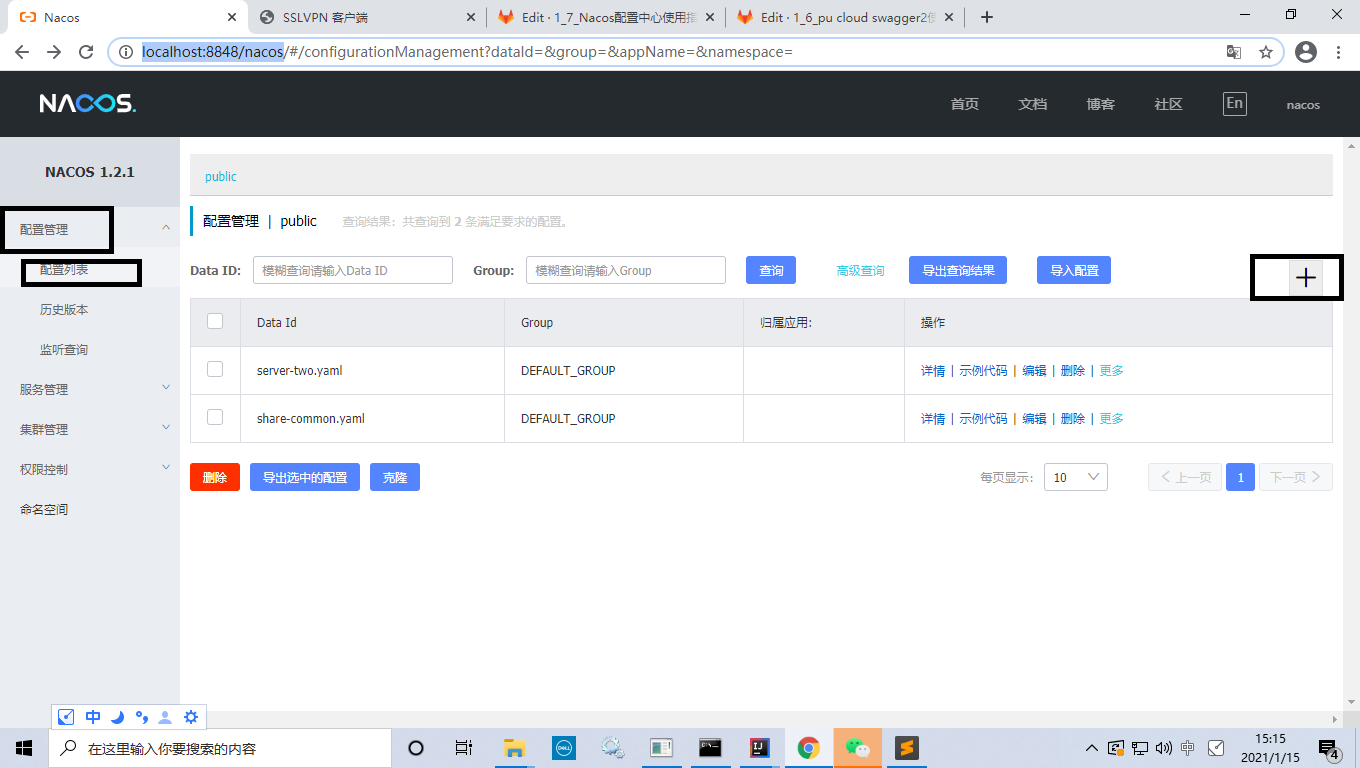 Nacos
SSLVPN 客户端
Edit · 1_7_Nacos配置中心使用指
Edit · 1_6_pu cloud swagger2使
localhost:8848/nacos/#/configurationManagement?dataId=&group=&appName=&namespace=
NACOS.
首页
文档
博客
社区
En
nacos
NACOS 1.2.1
public
配置管理
配置管理 | public
查询结果：共查询到 2 条满足要求的配置。
配置列表
Data ID:
模糊查询请输入Data ID
Group:
模糊查询请输入Group
查询
高级查询
导出查询结果
导入配置
历史版本
监听查询
服务管理
集群管理
权限控制
命名空间
Data Id
Group
归属应用:
操作
server-two.yaml
DEFAULT_GROUP
详情 | 示例代码 | 编辑 | 删除 | 更多
share-common.yaml
DEFAULT_GROUP
详情 | 示例代码 | 编辑 | 删除 | 更多
删除
导出选中的配置
克隆
每页显示:
10
上一页
1
下一页
中
在这里输入你要搜索的内容
DELL
IJ
中
15:15
2021/1/15
4